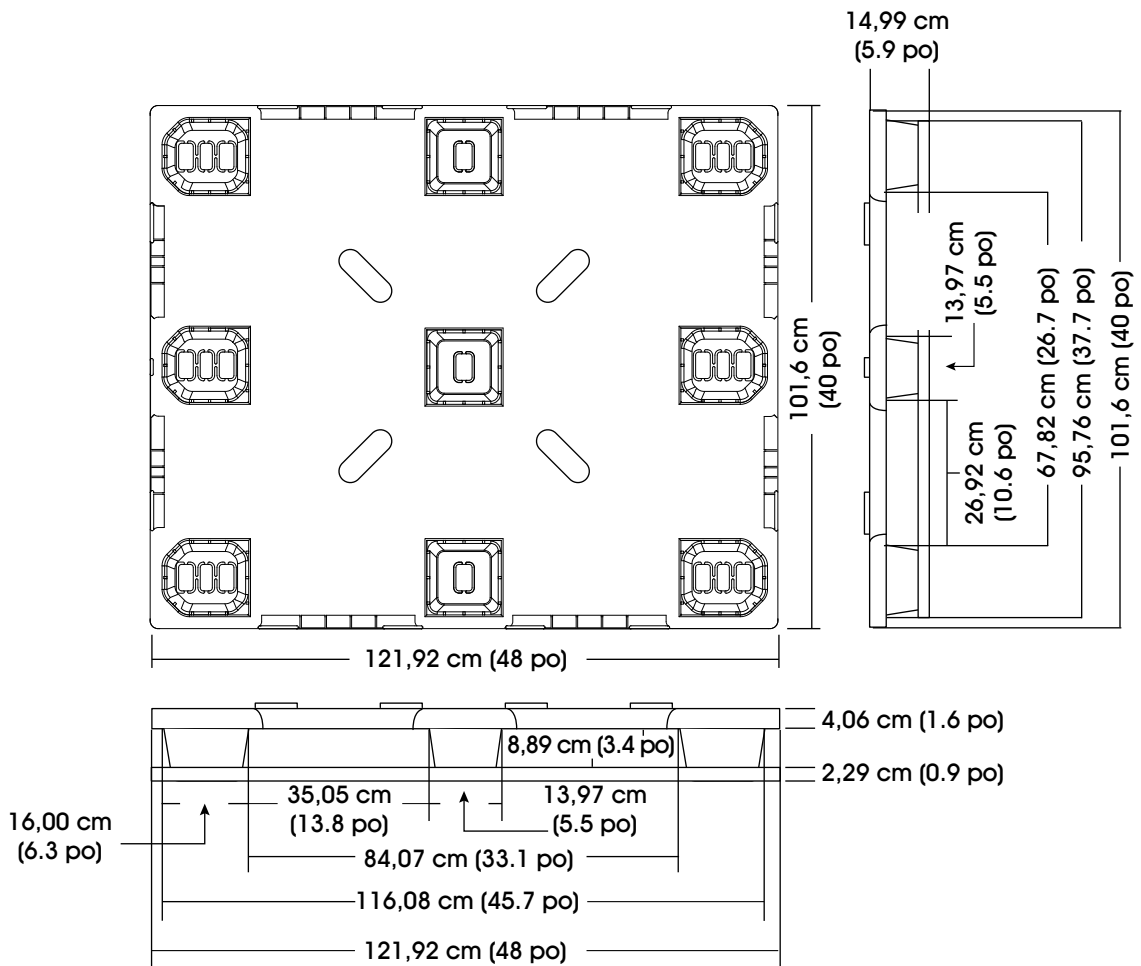 14,99 cm
(5.9 po)
101,6 cm
(40 po)
13,97 cm
(5.5 po)
26,92 cm
(10.6 po)
67,82 cm (26.7 po)
95,76 cm (37.7 po)
101,6 cm (40 po)
121,92 cm (48 po)
4,06 cm (1.6 po)
8,89 cm (3.4 po)
2,29 cm (0.9 po)
16,00 cm
(6.3 po)
35,05 cm
(13.8 po)
13,97 cm
(5.5 po)
84,07 cm (33.1 po)
116,08 cm (45.7 po)
121,92 cm (48 po)